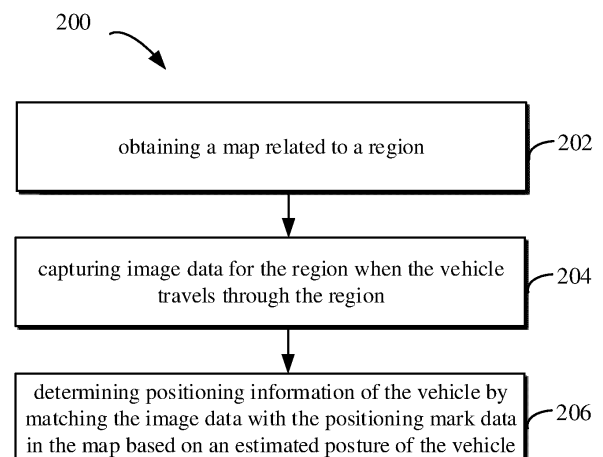 200
obtaining a map related to a region
202
capturing image data for the region when the vehicle
travels through the region
204
determining positioning information of the vehicle by
matching the image data with the positioning mark data
in the map based on an estimated posture of the vehicle
206